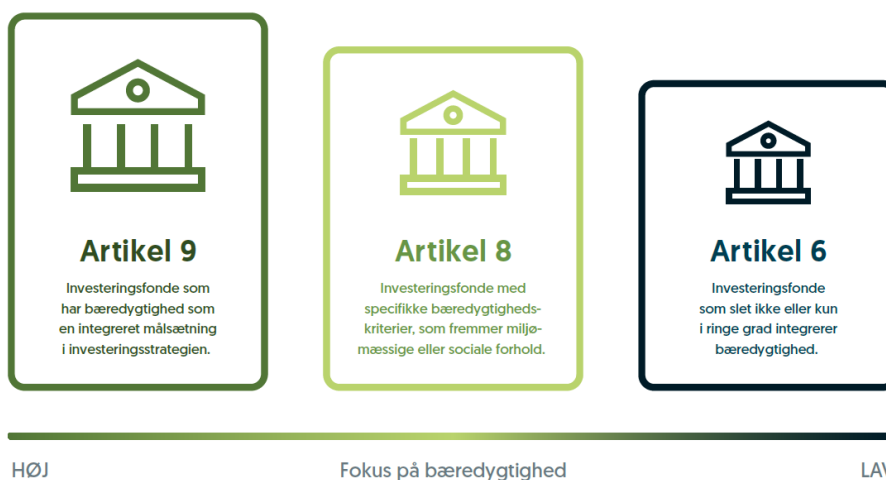 Artikel 9
Investeringsfonde som
har bæredygtighed som
en integreret målsætning
i investeringsstrategien.
Artikel 8
Investeringsfonde med
specifikke bæredygtigheds-
kriterier, som fremmer miljø-
mæssige eller sociale forhold.
Artikel 6
Investeringsfonde
som slet ikke eller kun
i ringe grad integrerer
bæredygtighed.
HØJ
Fokus på bæredygtighed
LAV